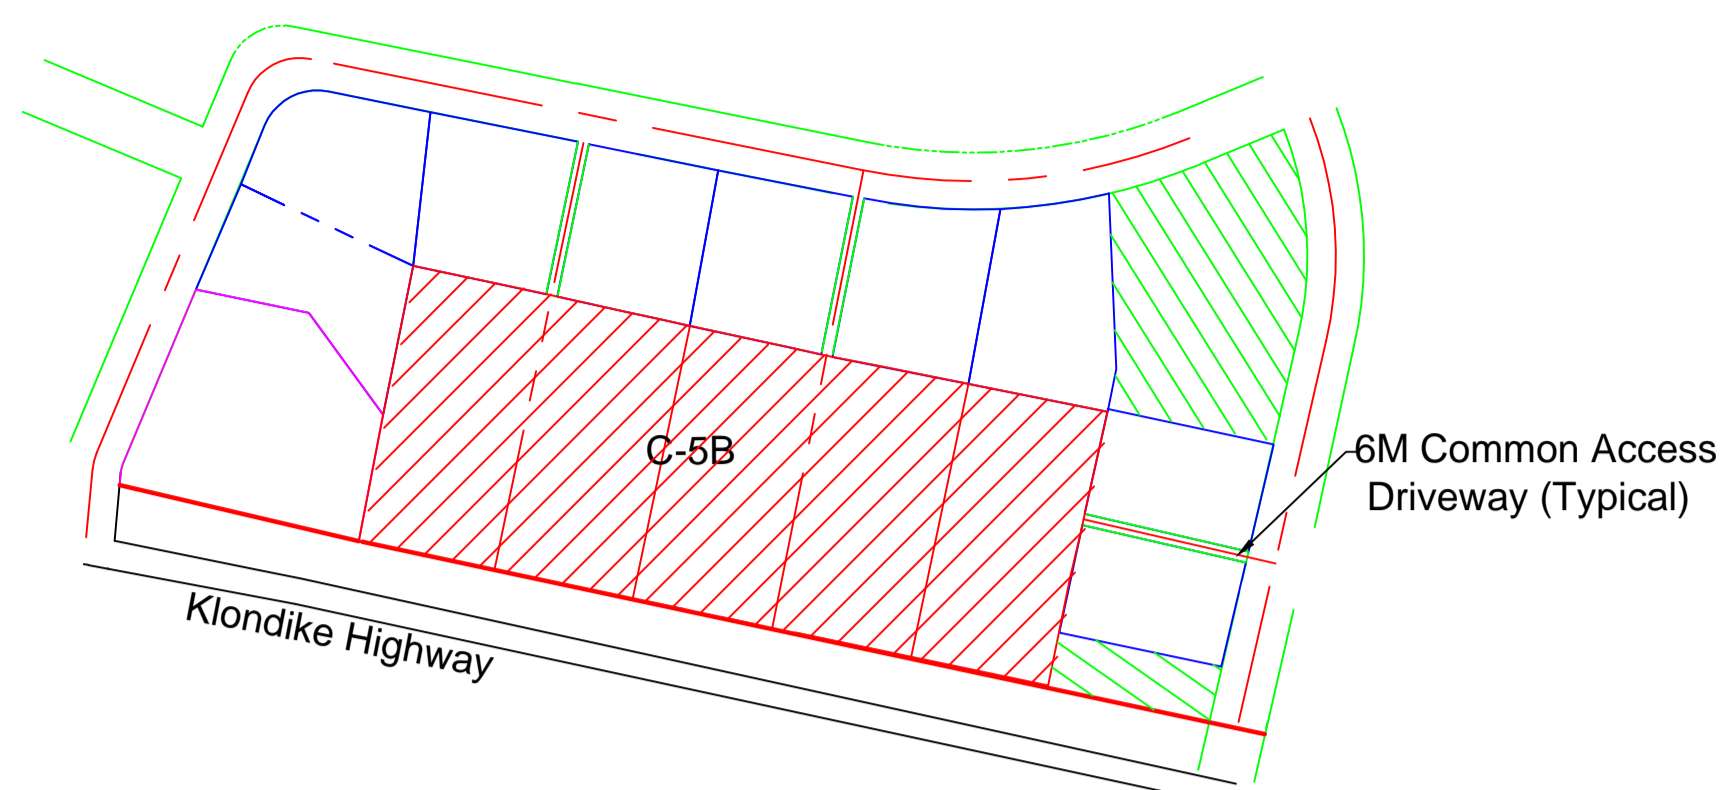 C-5B
6M Common Access
Driveway (Typical)
Klondike Highway